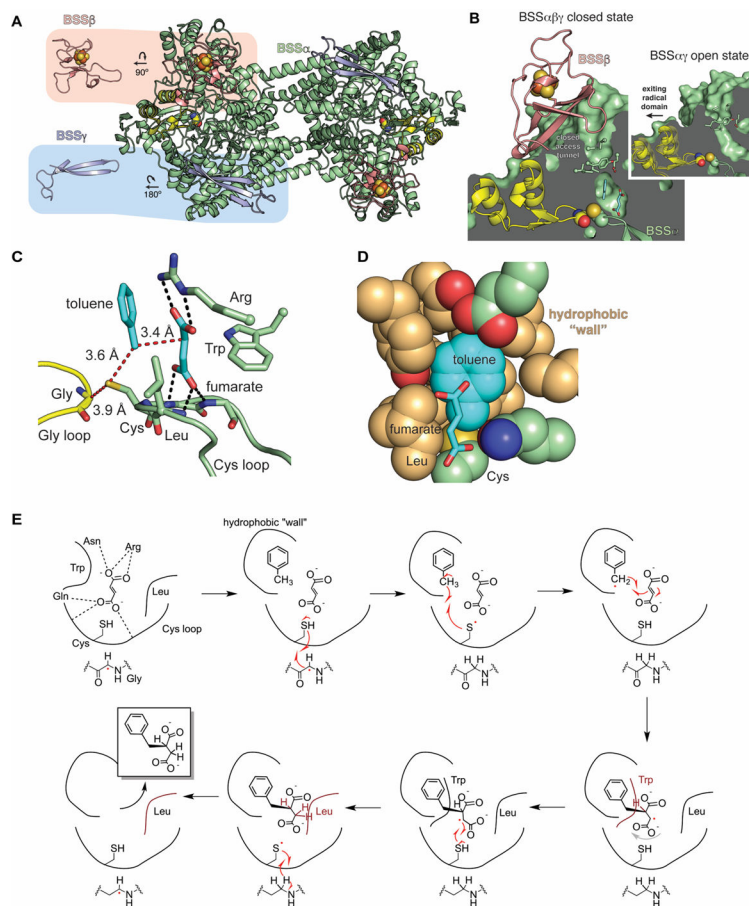 A
BSSβ
90°
BSSα
BSSγ
180°
B
BSSαβγ closed state
BSSβ
BSSαγ open state
exiting
radical
domain
closed
access
tunnel
BSSα
C
toluene
Arg
3.4 Å
Trp
3.6 Å
fumarate
Gly
3.9 Å
Gly loop
Cys
Leu
Cys loop
D
hydrophobic
"wall"
toluene
fumarate
Leu
Cys
E
hydrophobic "wall"
Asn
Arg
Trp
Gln
Leu
SH
Cys
Cys loop
Gly
CH3
SH
CH3
S•
CH2
SH
Trp
Leu
SH
Trp
Leu
SH
Leu
S•
Leu
SH